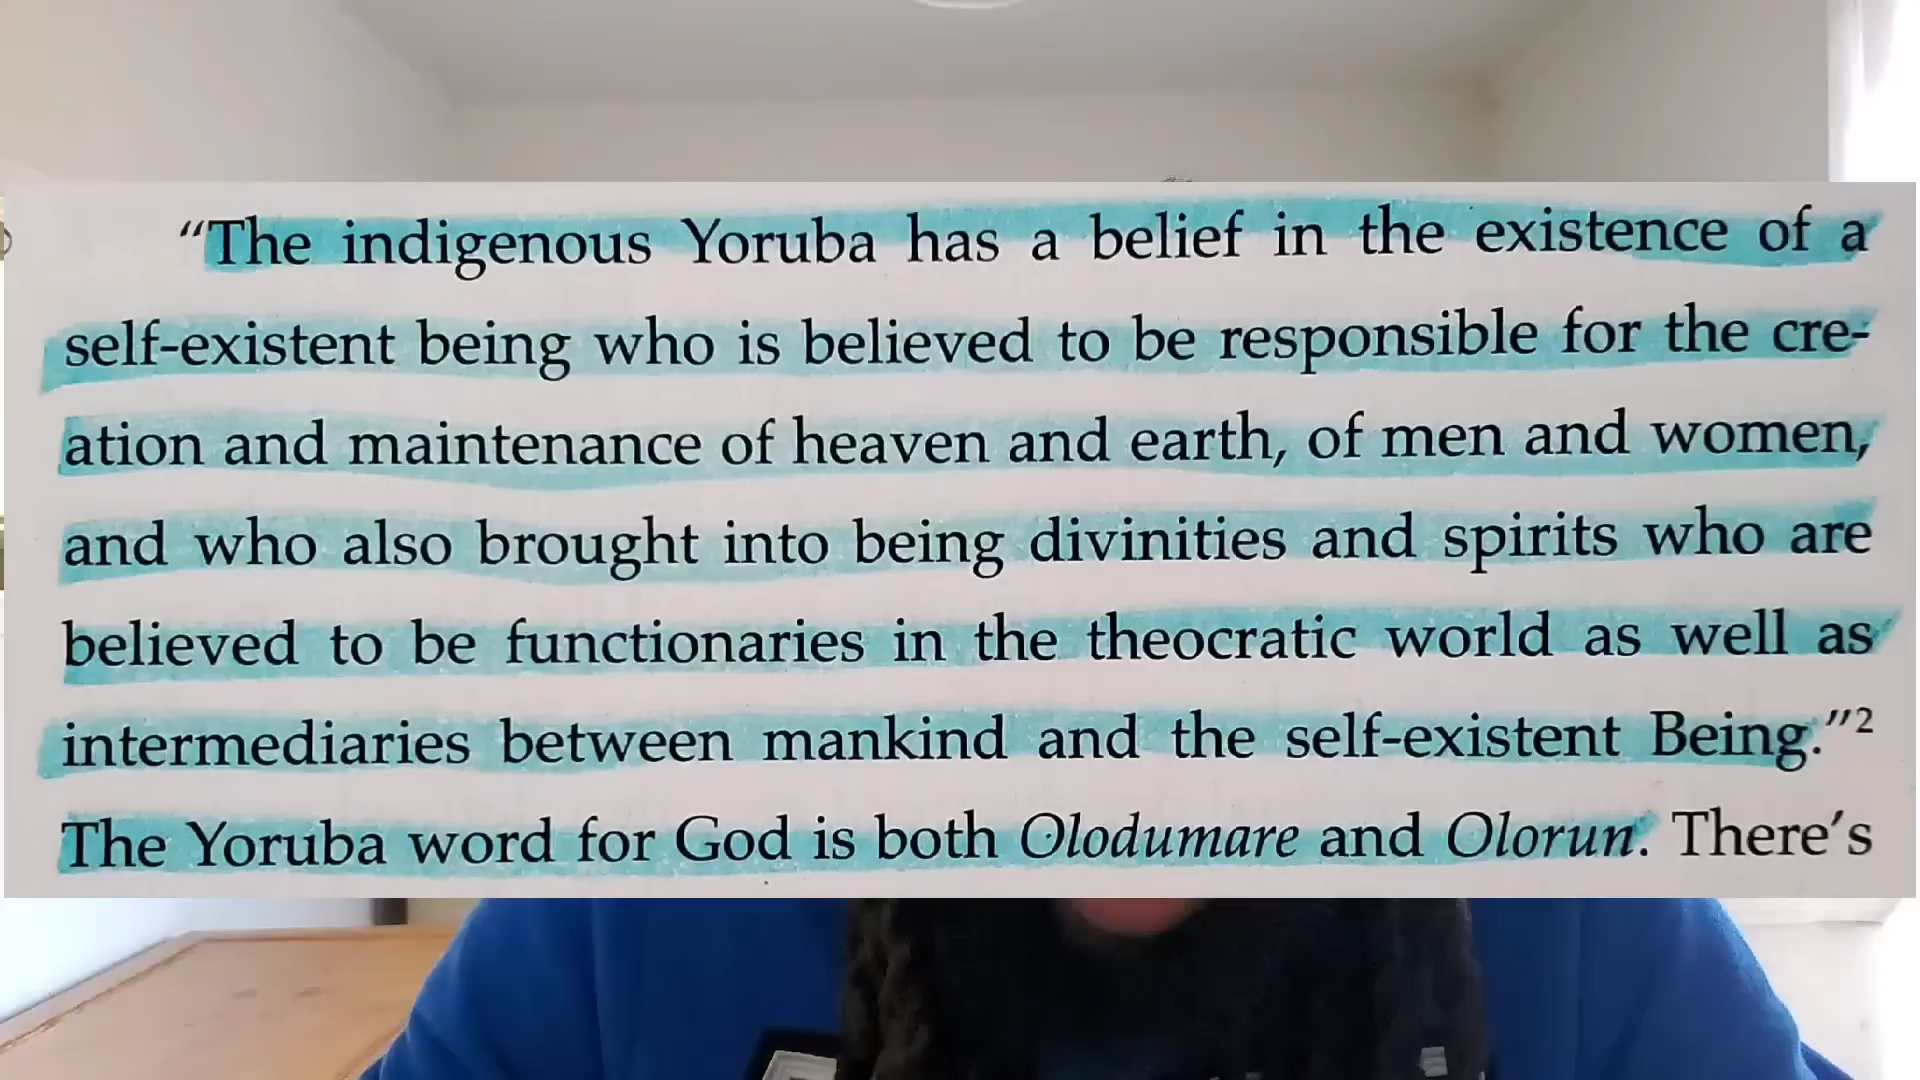 “The indigenous Yoruba has a belief in the existence of a
self-existent being who is believed to be responsible for the cre-
ation and maintenance of heaven and earth, of men and women,
and who also brought into being divinities and spirits who are
believed to be functionaries in the theocratic world as well as
intermediaries between mankind and the self-existent Being.”2
The Yoruba word for God is both Olodumare and Olorun. There’s